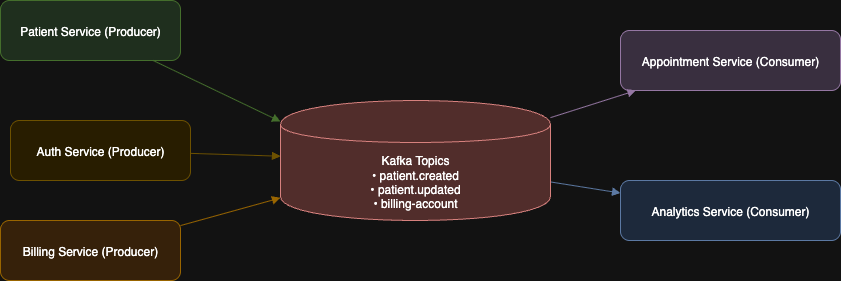 Patient Service (Producer)
Auth Service (Producer)
Billing Service (Producer)
Kafka Topics
• patient.created
• patient.updated
• billing-account
Appointment Service (Consumer)
Analytics Service (Consumer)